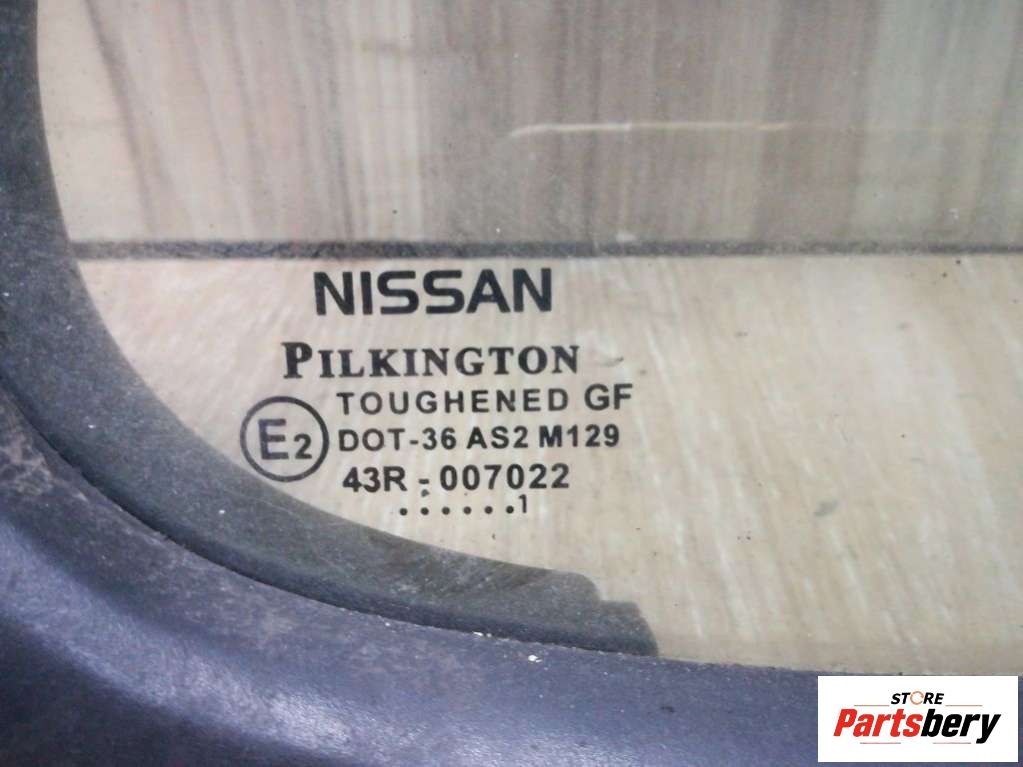 NISSAN
PILKINGTON
TOUGHENED GF
E2
DOT-36 AS2 M129
43R - 007022
. . . . . . 1
STORE
Partsbery